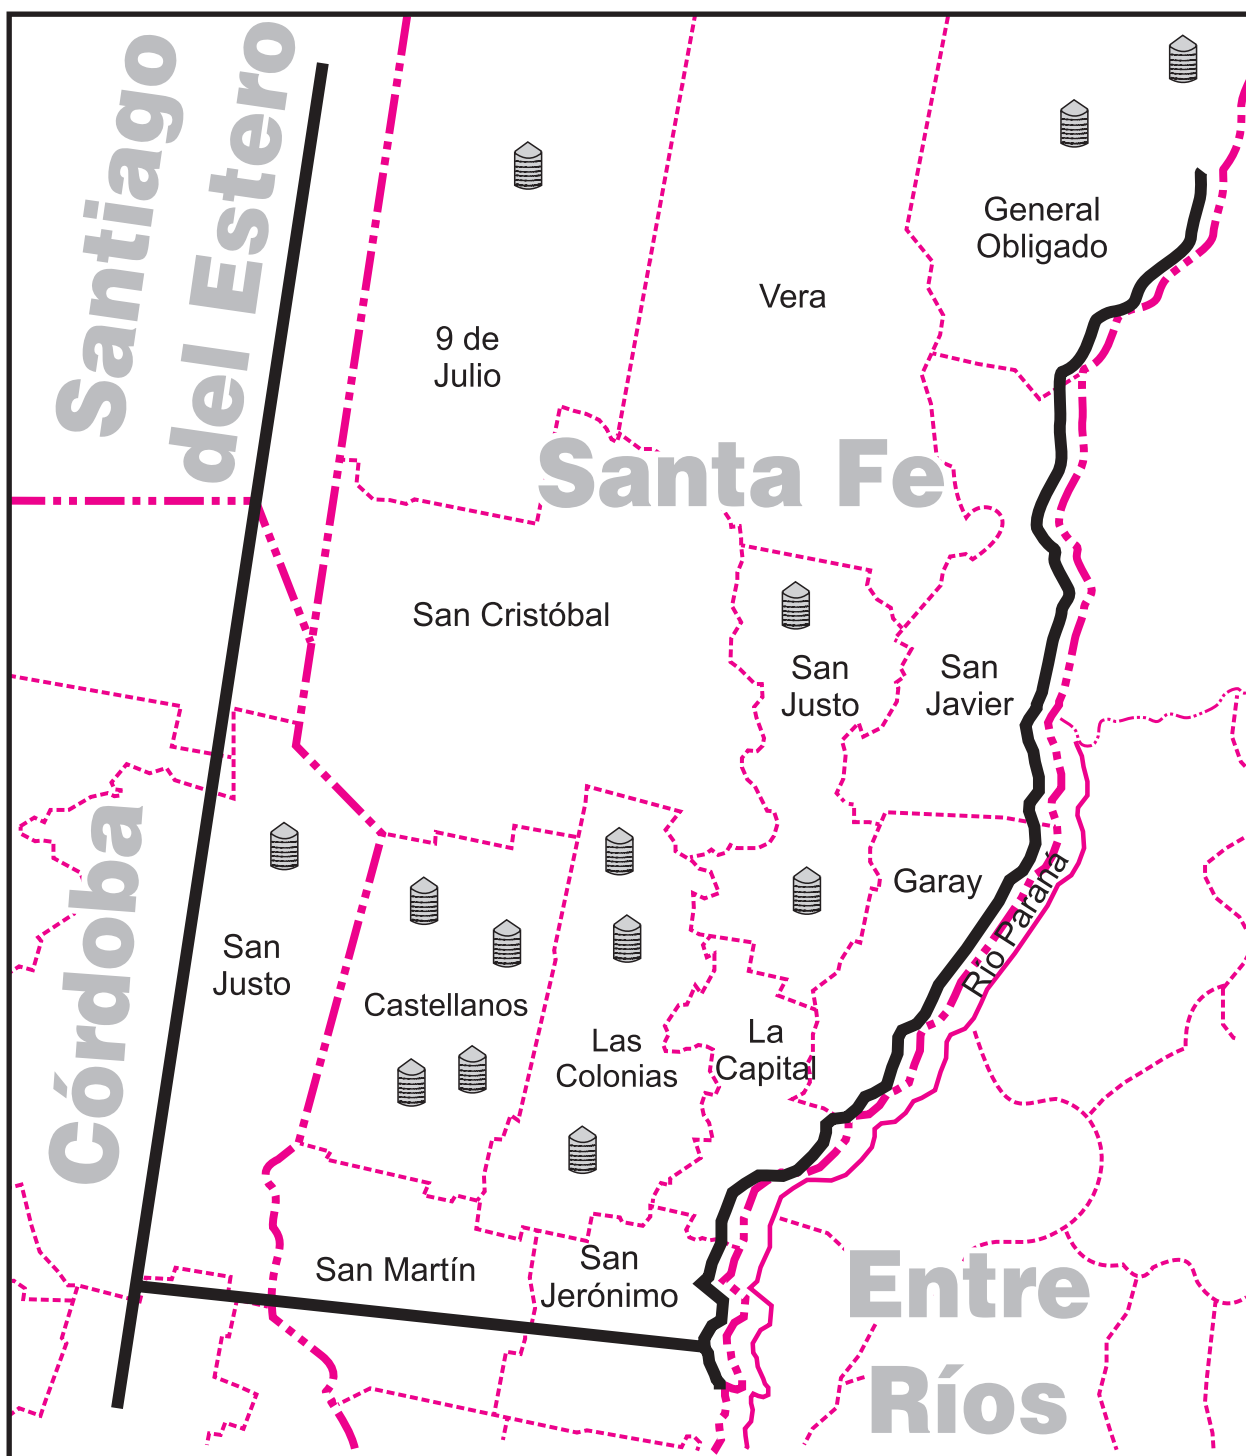 Santiago
del Estero
General
Obligado
Vera
9 de
Julio
Santa Fe
San Cristóbal
San
Justo
San
Javier
Córdoba
Garay
Río Paraná
San
Justo
Castellanos
Las
Colonias
La
Capital
San Martín
San
Jerónimo
Entre
Ríos